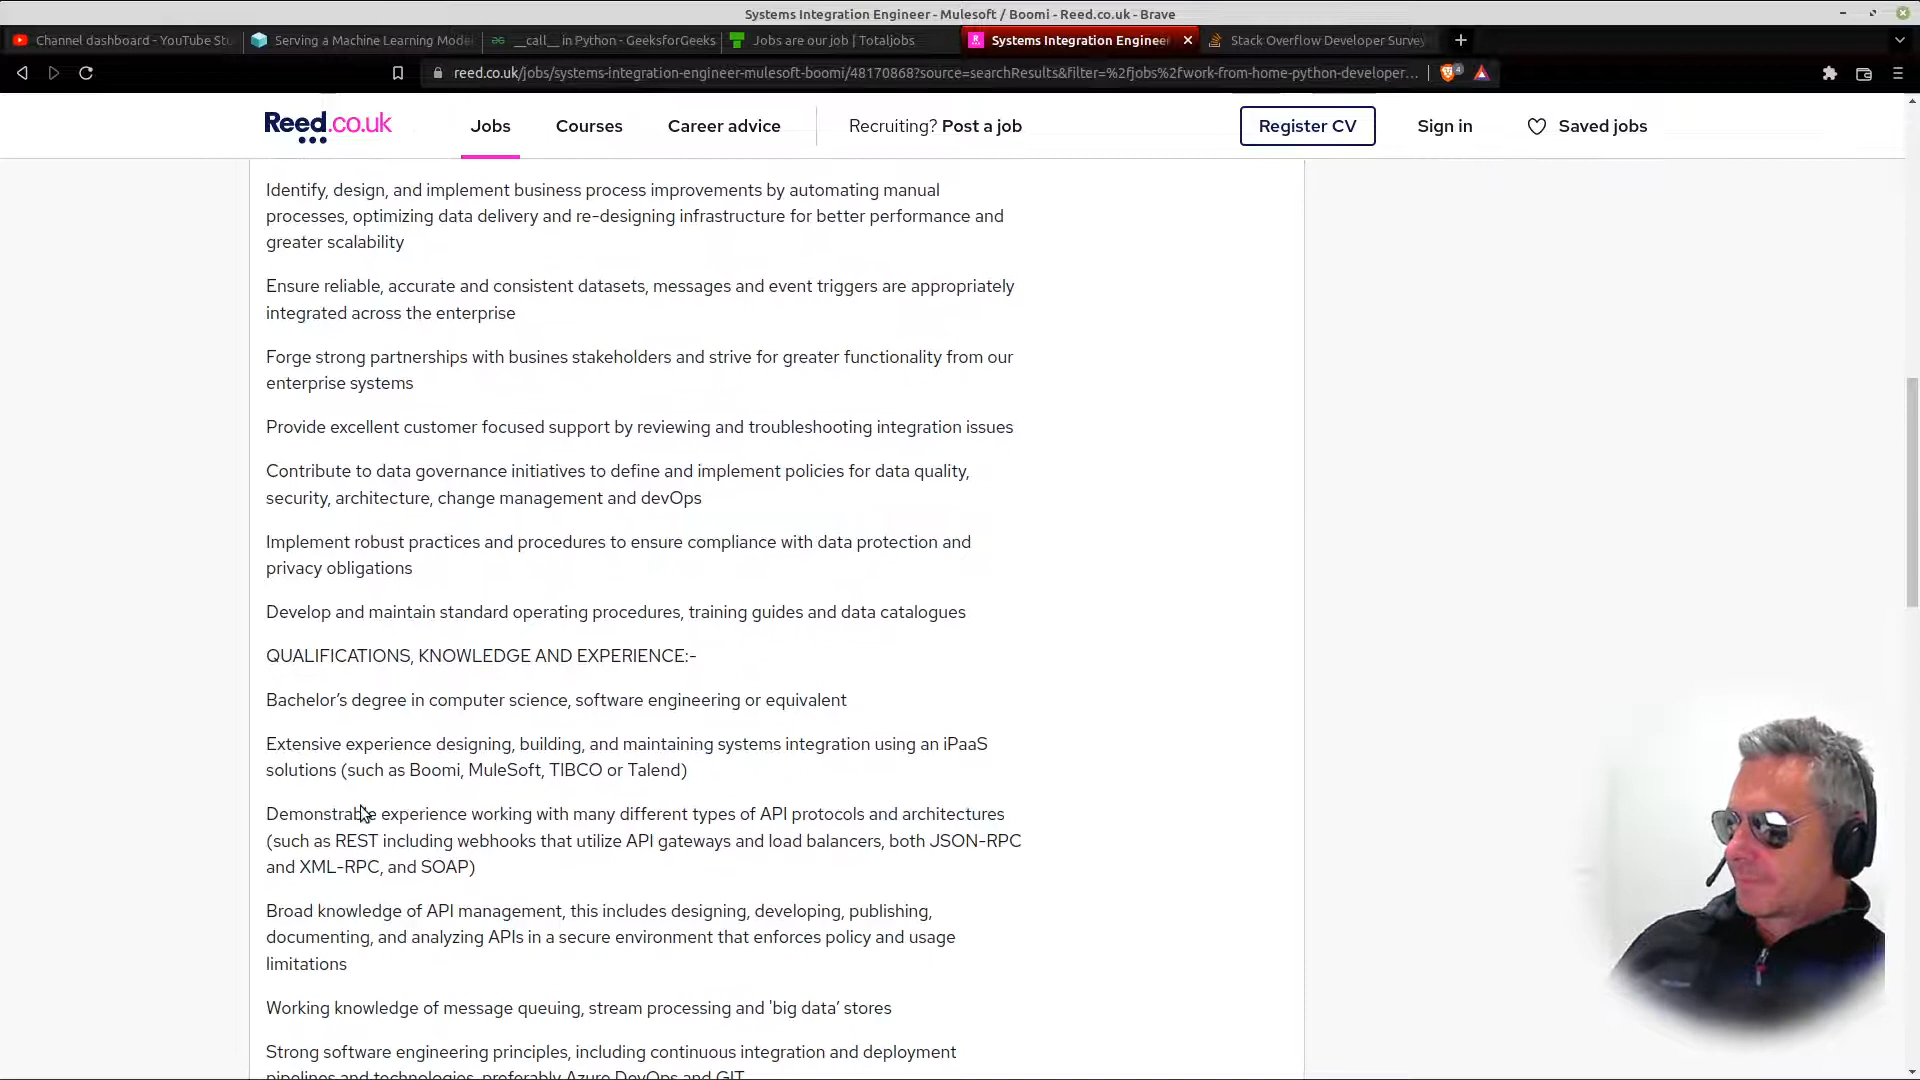 Systems Integration Engineer - Mulesoft / Boomi - Reed.co.uk - Brave
Channel dashboard - YouTube Stu
Serving a Machine Learning Mode
__call__ in Python - GeeksforGeeks
Jobs are our job | Totaljobs
Systems Integration Enginee
Stack Overflow Developer Survey
reed.co.uk/jobs/systems-integration-engineer-mulesoft-boomi/48170868?source=searchResults&filter=%2fjobs%2fwork-from-home-python-developer...
4
Reed.co.uk
Jobs
Courses
Career advice
Recruiting? Post a job
Register CV
Sign in
Saved jobs
Identify, design, and implement business process improvements by automating manual
processes, optimizing data delivery and re-designing infrastructure for better performance and
greater scalability
Ensure reliable, accurate and consistent datasets, messages and event triggers are appropriately
integrated across the enterprise
Forge strong partnerships with busines stakeholders and strive for greater functionality from our
enterprise systems
Provide excellent customer focused support by reviewing and troubleshooting integration issues
Contribute to data governance initiatives to define and implement policies for data quality,
security, architecture, change management and devOps
Implement robust practices and procedures to ensure compliance with data protection and
privacy obligations
Develop and maintain standard operating procedures, training guides and data catalogues
QUALIFICATIONS, KNOWLEDGE AND EXPERIENCE:-
Bachelor’s degree in computer science, software engineering or equivalent
Extensive experience designing, building, and maintaining systems integration using an iPaaS
solutions (such as Boomi, MuleSoft, TIBCO or Talend)
Demonstrable experience working with many different types of API protocols and architectures
(such as REST including webhooks that utilize API gateways and load balancers, both JSON-RPC
and XML-RPC, and SOAP)
Broad knowledge of API management, this includes designing, developing, publishing,
documenting, and analyzing APIs in a secure environment that enforces policy and usage
limitations
Working knowledge of message queuing, stream processing and 'big data’ stores
Strong software engineering principles, including continuous integration and deployment
pipelines and technologies, preferably Azure DevOps and GIT